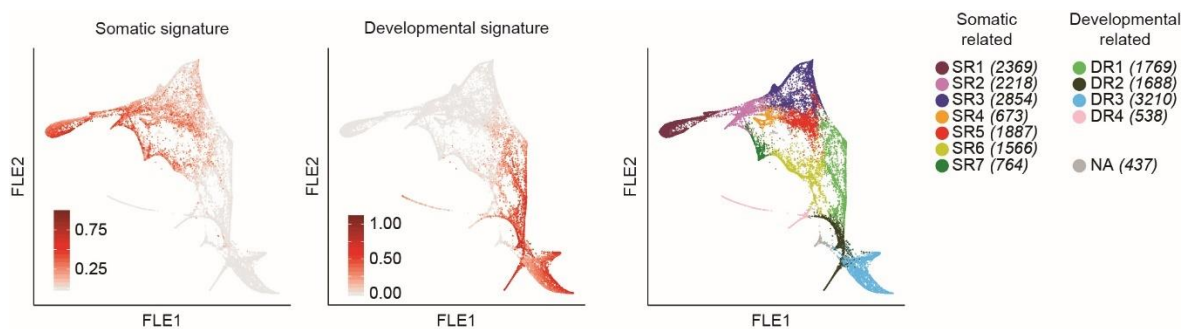 Somatic signature
FLE2
0.75
0.25
FLE1
Developmental signature
FLE2
1.00
0.50
0.00
FLE1
FLE2
FLE1
Somatic
related
SR1 (2369)
SR2 (2218)
SR3 (2854)
SR4 (673)
SR5 (1887)
SR6 (1566)
SR7 (764)
Developmental
related
DR1 (1769)
DR2 (1688)
DR3 (3210)
DR4 (538)
NA (437)